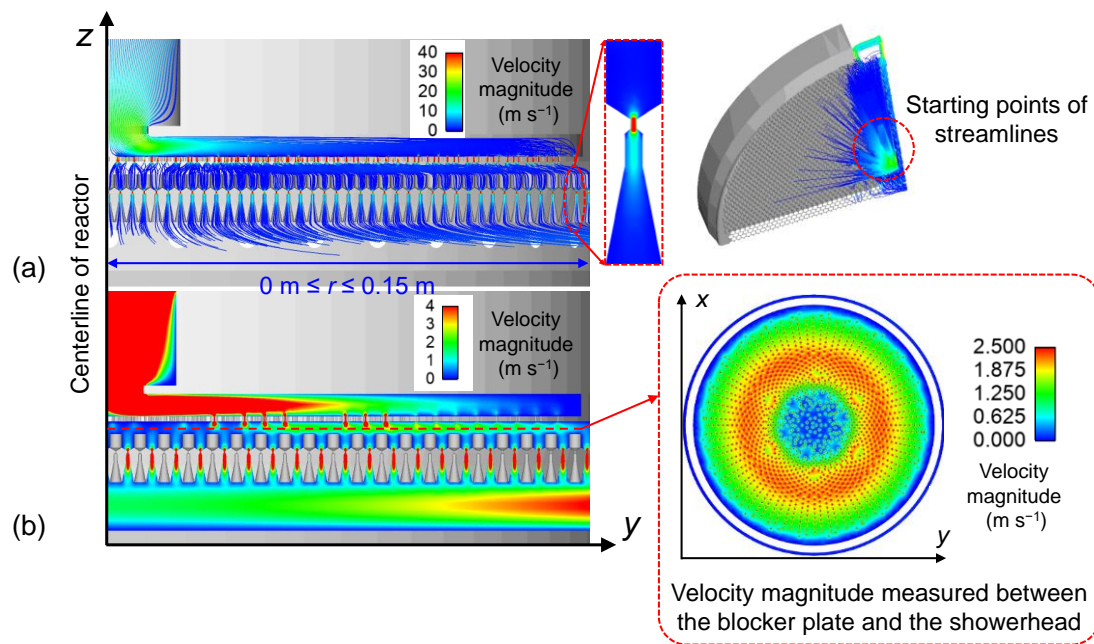 z
40
30
20
10
0
Velocity
magnitude
(m s⁻¹)
Starting points of
streamlines
Centerline of reactor
(a)
0 m ≤ r ≤ 0.15 m
4
3
2
1
0
Velocity
magnitude
(m s⁻¹)
(b)
y
x
2.500
1.875
1.250
0.625
0.000
Velocity
magnitude
(m s⁻¹)
y
Velocity magnitude measured between
the blocker plate and the showerhead